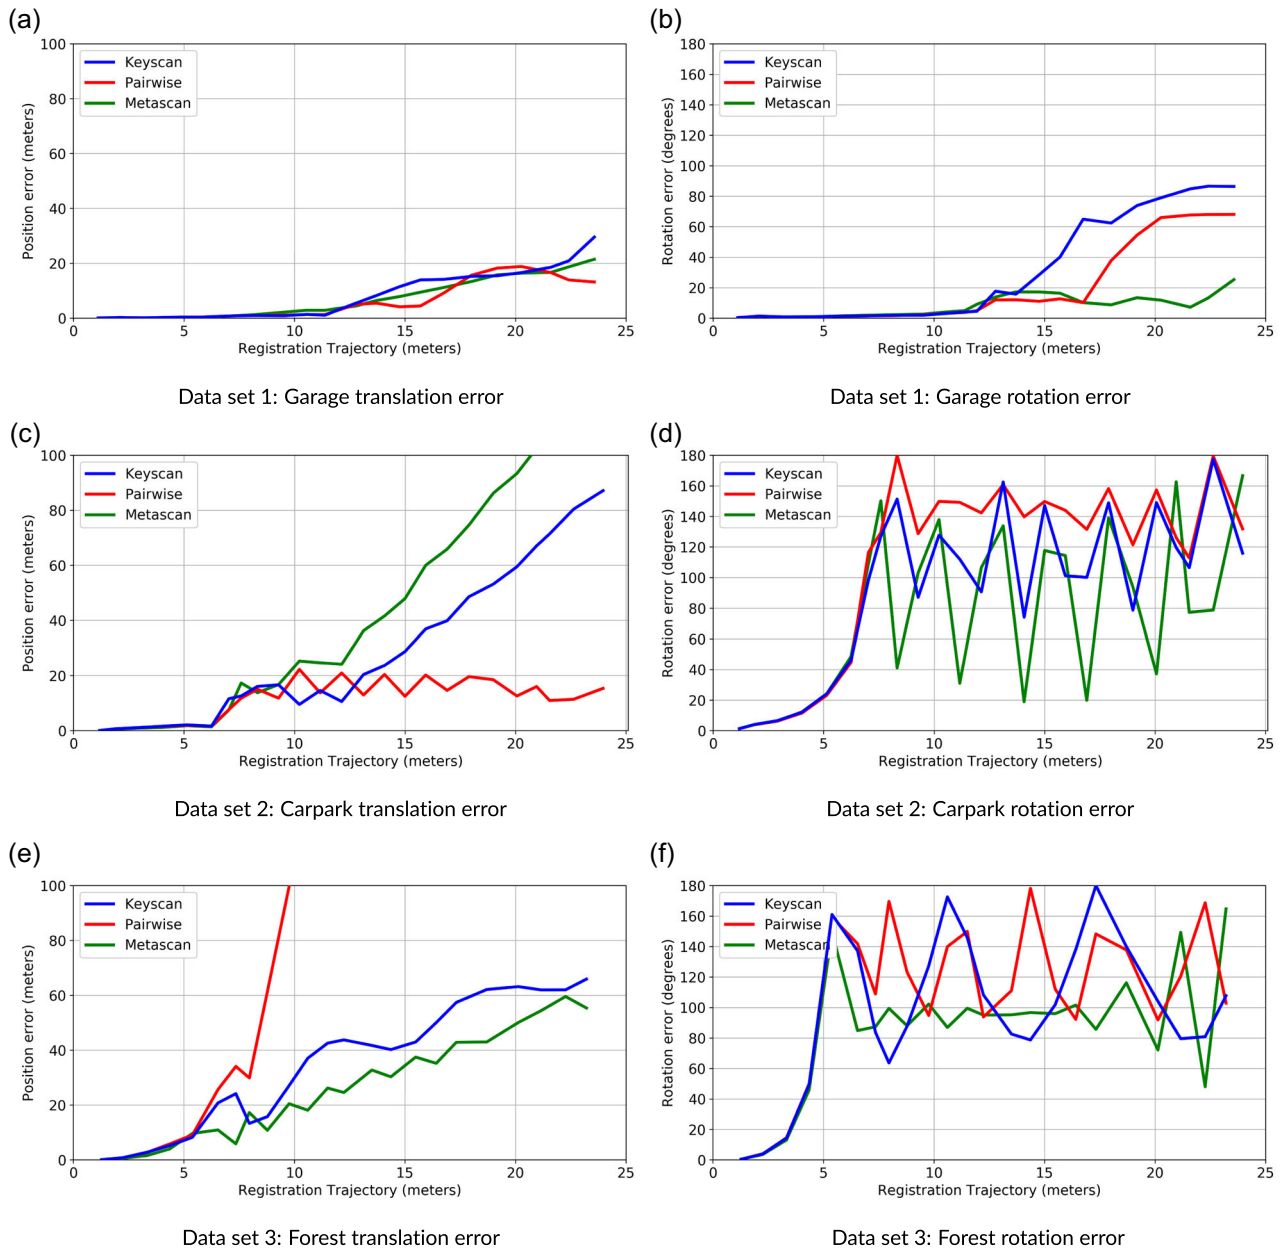 (a)
100
80
60
40
20
0
Position error (meters)
Keyscan
Pairwise
Metascan
0 5 10 15 20 25
Registration Trajectory (meters)
Data set 1: Garage translation error
(b)
180
160
140
120
100
80
60
40
20
0
Rotation error (degrees)
Keyscan
Pairwise
Metascan
0 5 10 15 20 25
Registration Trajectory (meters)
Data set 1: Garage rotation error
(c)
100
80
60
40
20
0
Position error (meters)
Keyscan
Pairwise
Metascan
0 5 10 15 20 25
Registration Trajectory (meters)
Data set 2: Carpark translation error
(d)
180
160
140
120
100
80
60
40
20
0
Rotation error (degrees)
Keyscan
Pairwise
Metascan
0 5 10 15 20 25
Registration Trajectory (meters)
Data set 2: Carpark rotation error
(e)
100
80
60
40
20
0
Position error (meters)
Keyscan
Pairwise
Metascan
0 5 10 15 20 25
Registration Trajectory (meters)
Data set 3: Forest translation error
(f)
180
160
140
120
100
80
60
40
20
0
Rotation error (degrees)
Keyscan
Pairwise
Metascan
0 5 10 15 20 25
Registration Trajectory (meters)
Data set 3: Forest rotation error